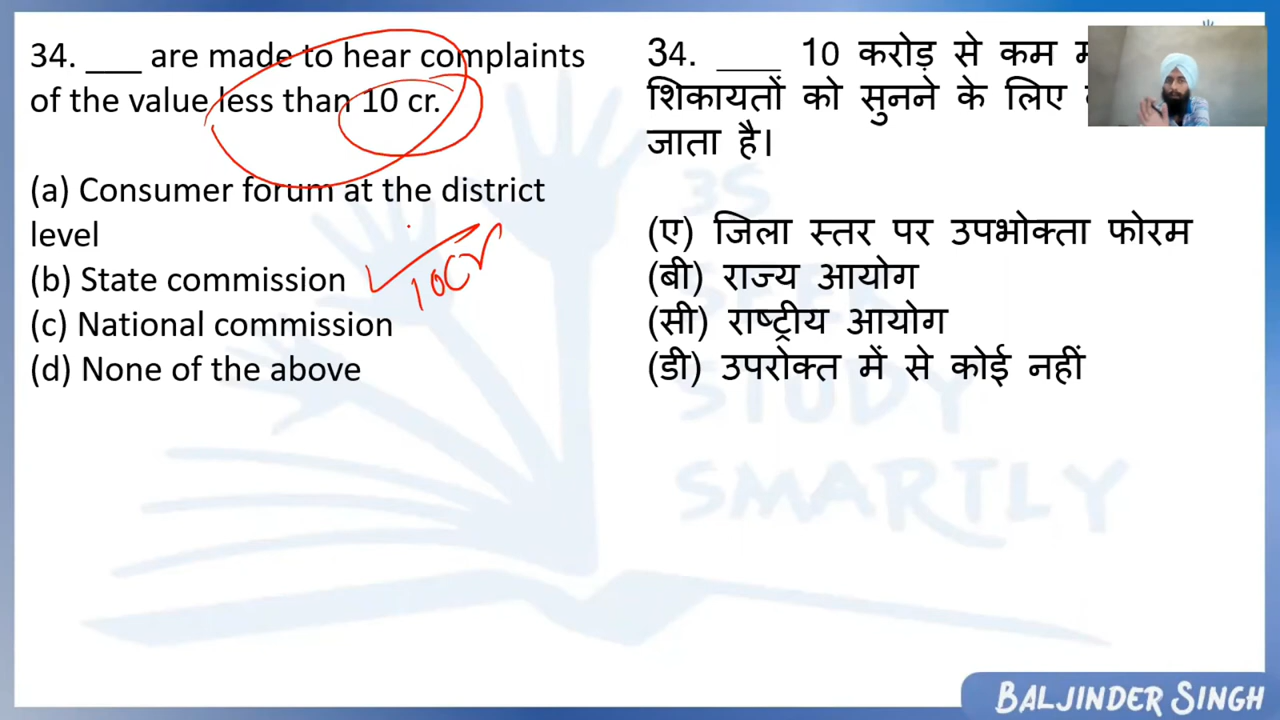 34. ___ are made to hear complaints
of the value less than 10 cr.
(a) Consumer forum at the district
level
(b) State commission
10Cr
(c) National commission
(d) None of the above
34. ___ 10 करोड़ से कम
शिकायतों को सुनने के लिए
जाता है।
(ए) जिला स्तर पर उपभोक्ता फोरम
(बी) राज्य आयोग
(सी) राष्ट्रीय आयोग
(डी) उपरोक्त में से कोई नहीं
3S
STUDY
SMARTLY
BALJINDER SINGH